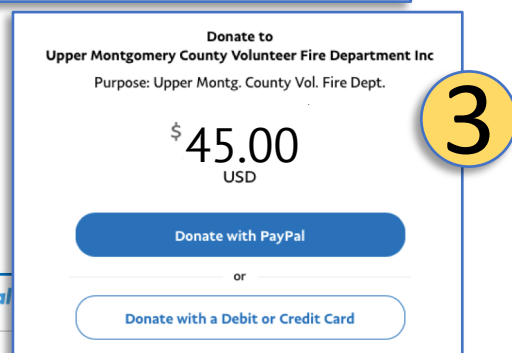 Donate to
Upper Montgomery County Volunteer Fire Department Inc
Purpose: Upper Montg. County Vol. Fire Dept.
$45.00
USD
3
Donate with PayPal
or
al
Donate with a Debit or Credit Card